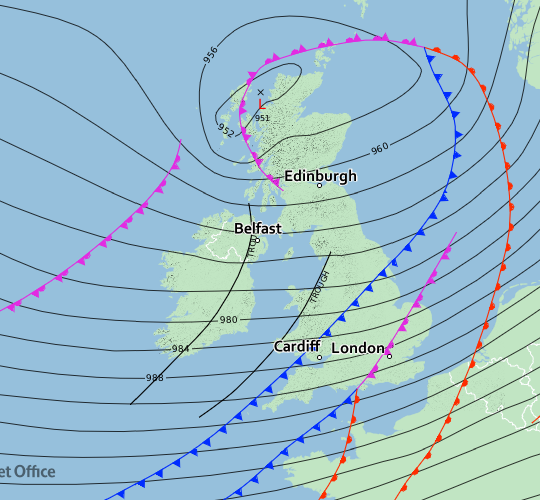 956
×
L
951
952
960
Edinburgh
Belfast
TROUGH
TROUGH
980
Cardiff London
984
988
et Office